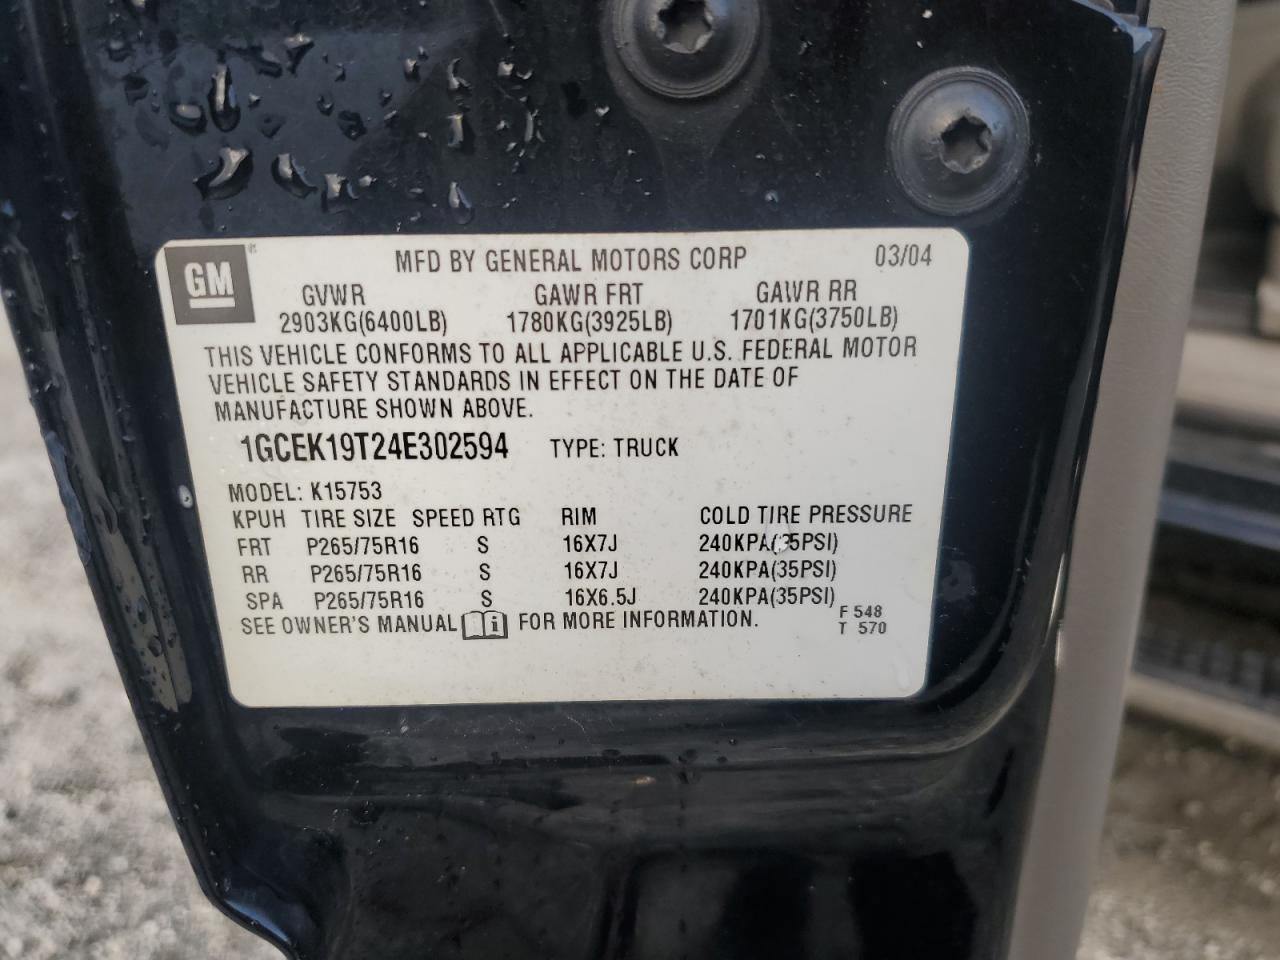 GM
®
MFD BY GENERAL MOTORS CORP 03/04
GVWR GAWR FRT GAWR RR
2903KG(6400LB) 1780KG(3925LB) 1701KG(3750LB)
THIS VEHICLE CONFORMS TO ALL APPLICABLE U.S. FEDERAL MOTOR
VEHICLE SAFETY STANDARDS IN EFFECT ON THE DATE OF
MANUFACTURE SHOWN ABOVE.
1GCEK19T24E302594 TYPE: TRUCK
MODEL: K15753
KPUH TIRE SIZE SPEED RTG RIM COLD TIRE PRESSURE
FRT P265/75R16 S 16X7J 240KPA(35PSI)
RR P265/75R16 S 16X7J 240KPA(35PSI)
SPA P265/75R16 S 16X6.5J 240KPA(35PSI)
SEE OWNER'S MANUAL i FOR MORE INFORMATION.
F 548
T 570